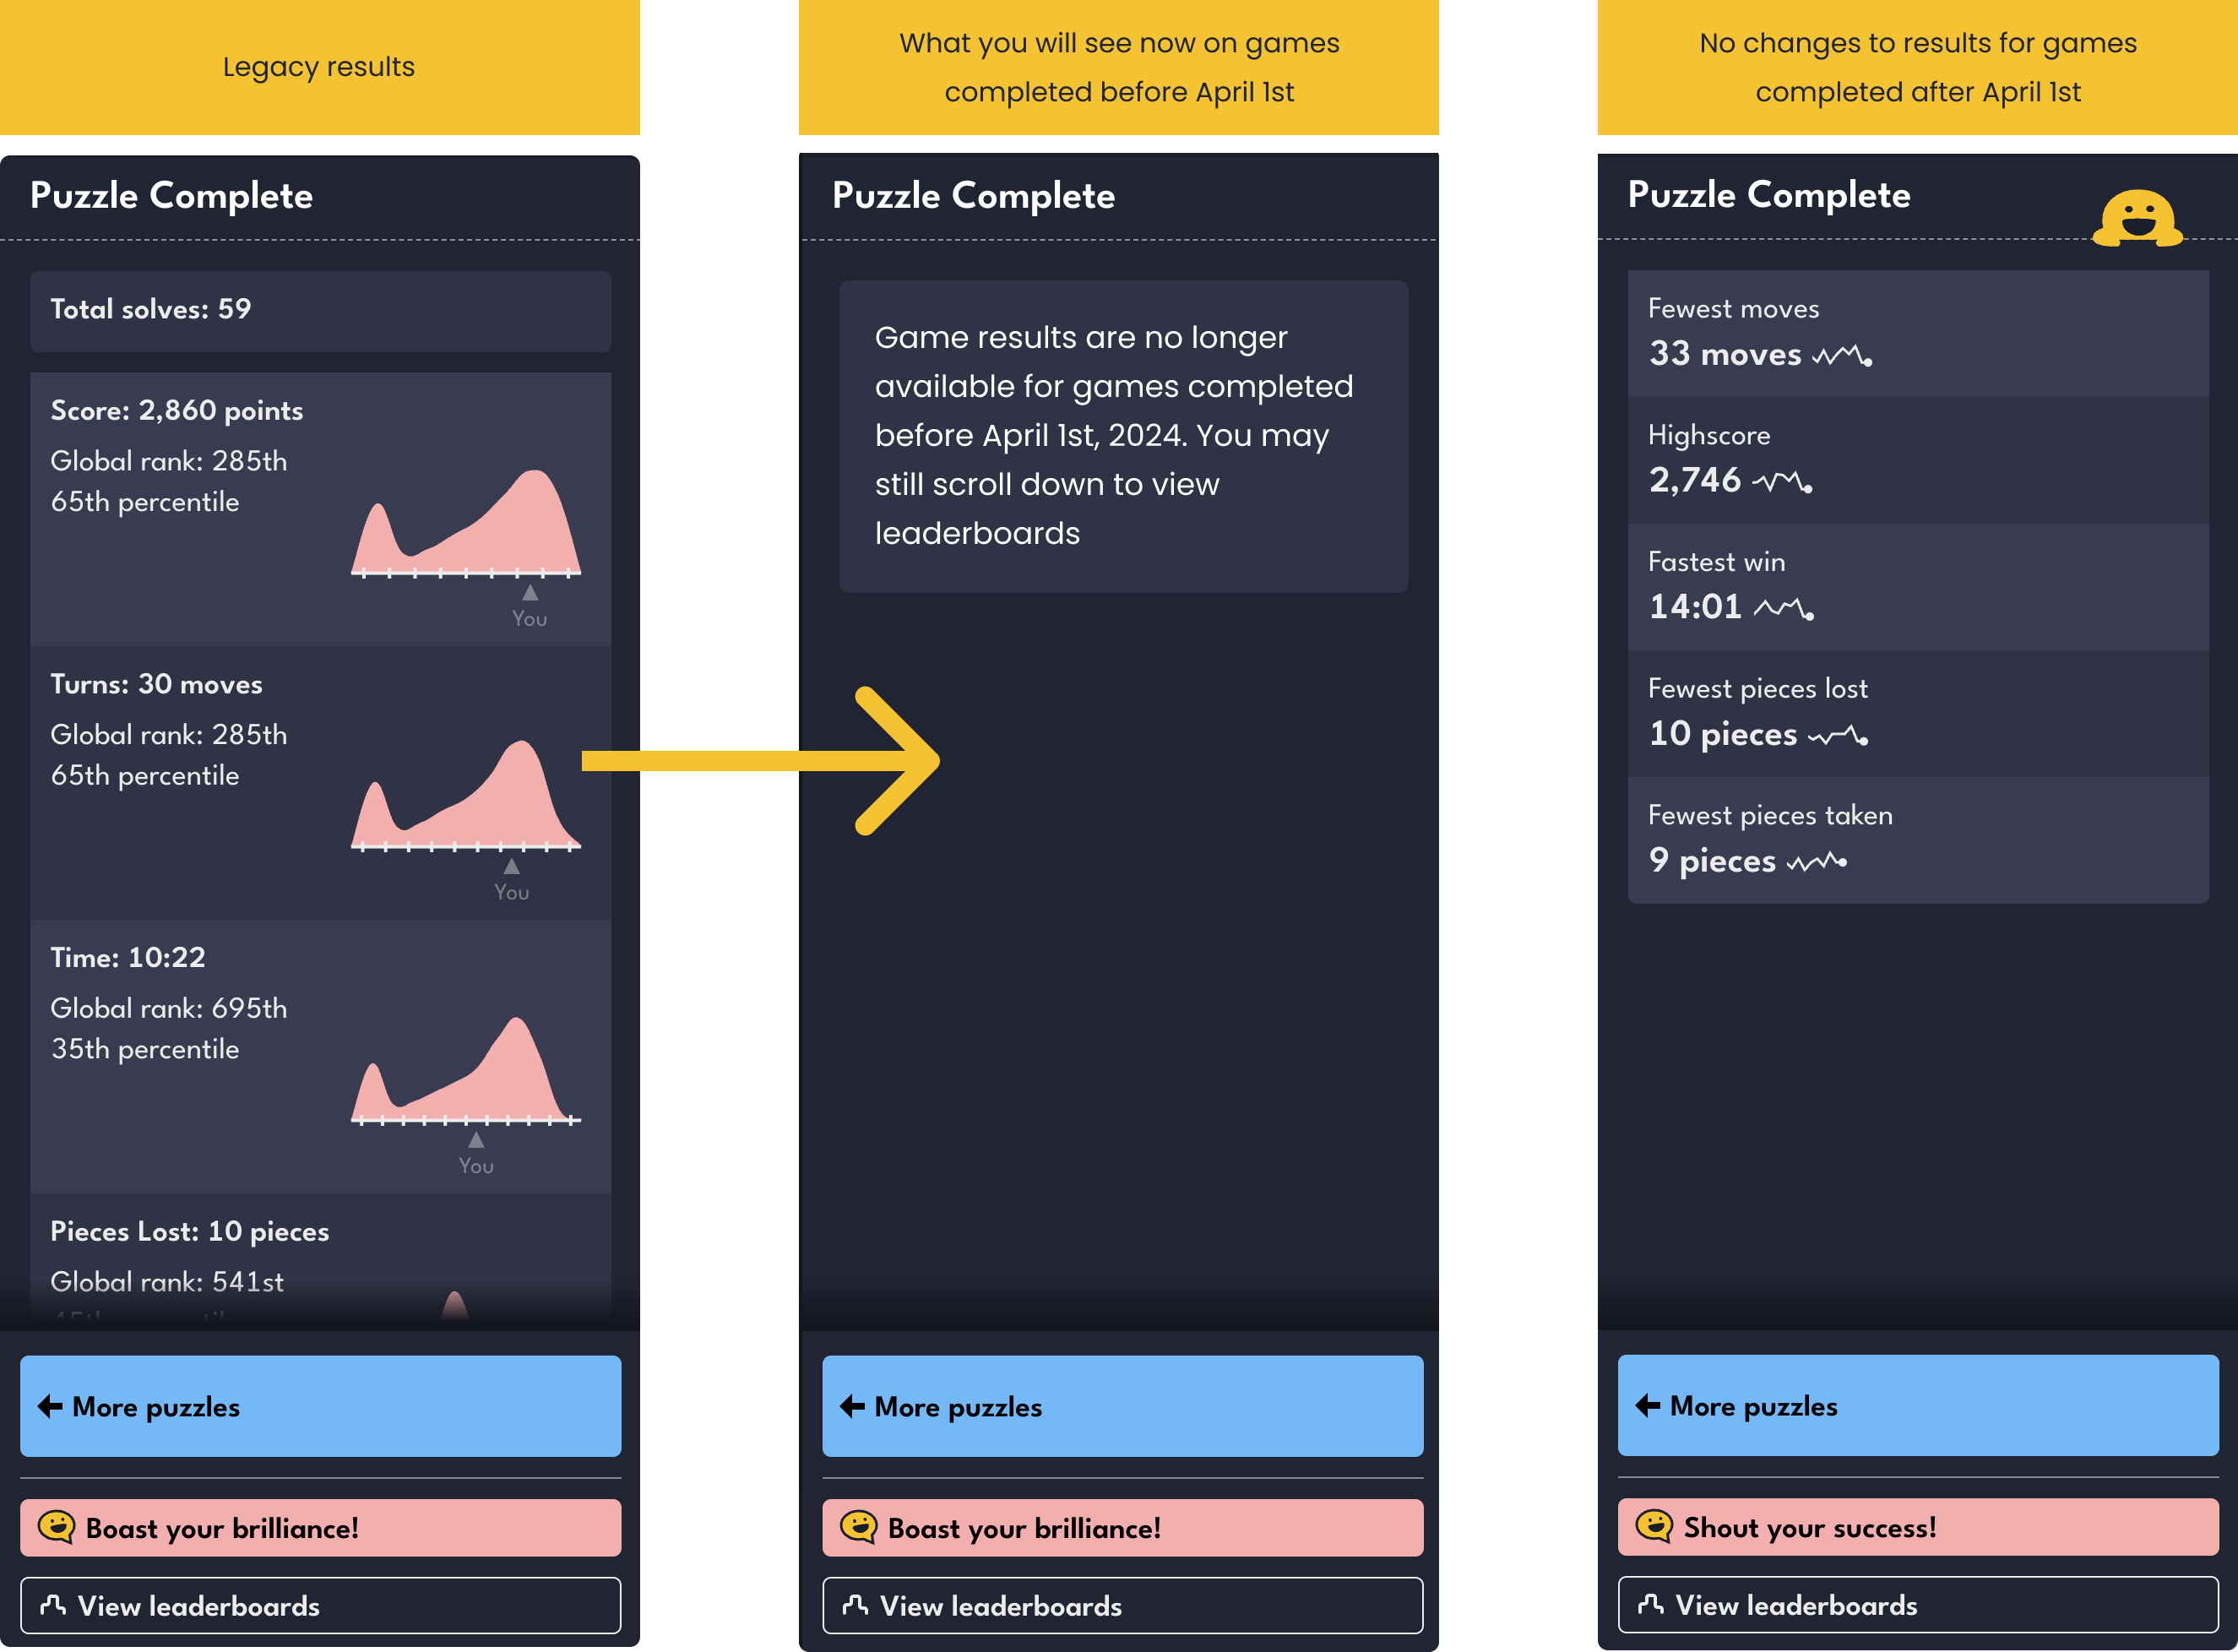 Legacy results
Puzzle Complete
Total solves: 59
Score: 2,860 points
Global rank: 285th
65th percentile
You
Turns: 30 moves
Global rank: 285th
65th percentile
You
Time: 10:22
Global rank: 695th
35th percentile
You
Pieces Lost: 10 pieces
Global rank: 541st
More puzzles
Boast your brilliance!
View leaderboards
What you will see now on games
completed before April 1st
Puzzle Complete
Game results are no longer
available for games completed
before April 1st, 2024. You may
still scroll down to view
leaderboards
More puzzles
Boast your brilliance!
View leaderboards
No changes to results for games
completed after April 1st
Puzzle Complete
Fewest moves
33 moves
Highscore
2,746
Fastest win
14:01
Fewest pieces lost
10 pieces
Fewest pieces taken
9 pieces
More puzzles
Shout your success!
View leaderboards